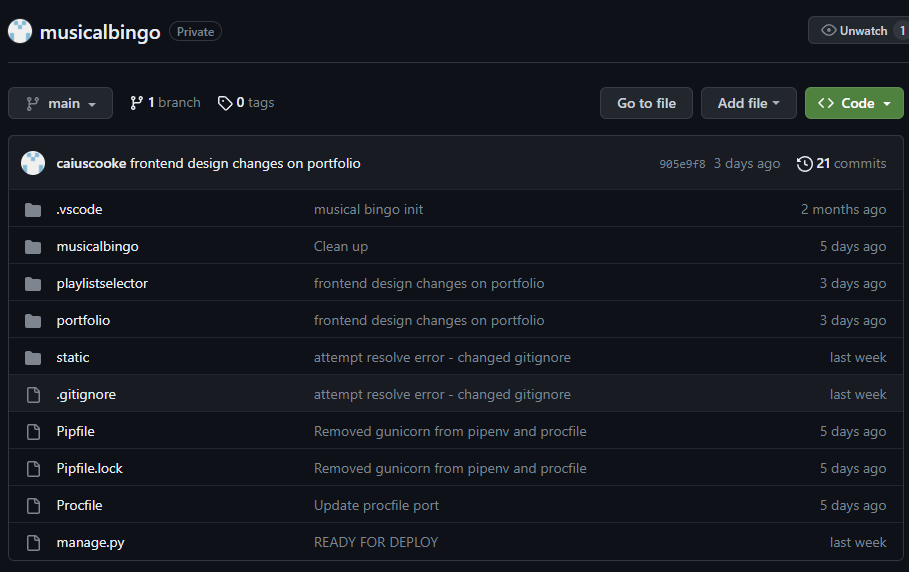 musicalbingo Private Unwatch 1
main 1 branch 0 tags Go to file Add file Code
caiuscooke frontend design changes on portfolio 905e9f8 3 days ago 21 commits
.vscode musical bingo init 2 months ago
musicalbingo Clean up 5 days ago
playlistselector frontend design changes on portfolio 3 days ago
portfolio frontend design changes on portfolio 3 days ago
static attempt resolve error - changed gitignore last week
.gitignore attempt resolve error - changed gitignore last week
Pipfile Removed gunicorn from pipenv and procfile 5 days ago
Pipfile.lock Removed gunicorn from pipenv and procfile 5 days ago
Procfile Update procfile port 5 days ago
manage.py READY FOR DEPLOY last week